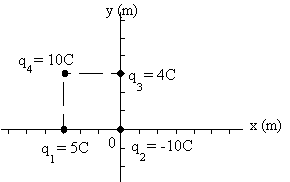 y (m)
q₄ = 10C
q₃ = 4C
x (m)
0
q₁ = 5C
q₂ = -10C